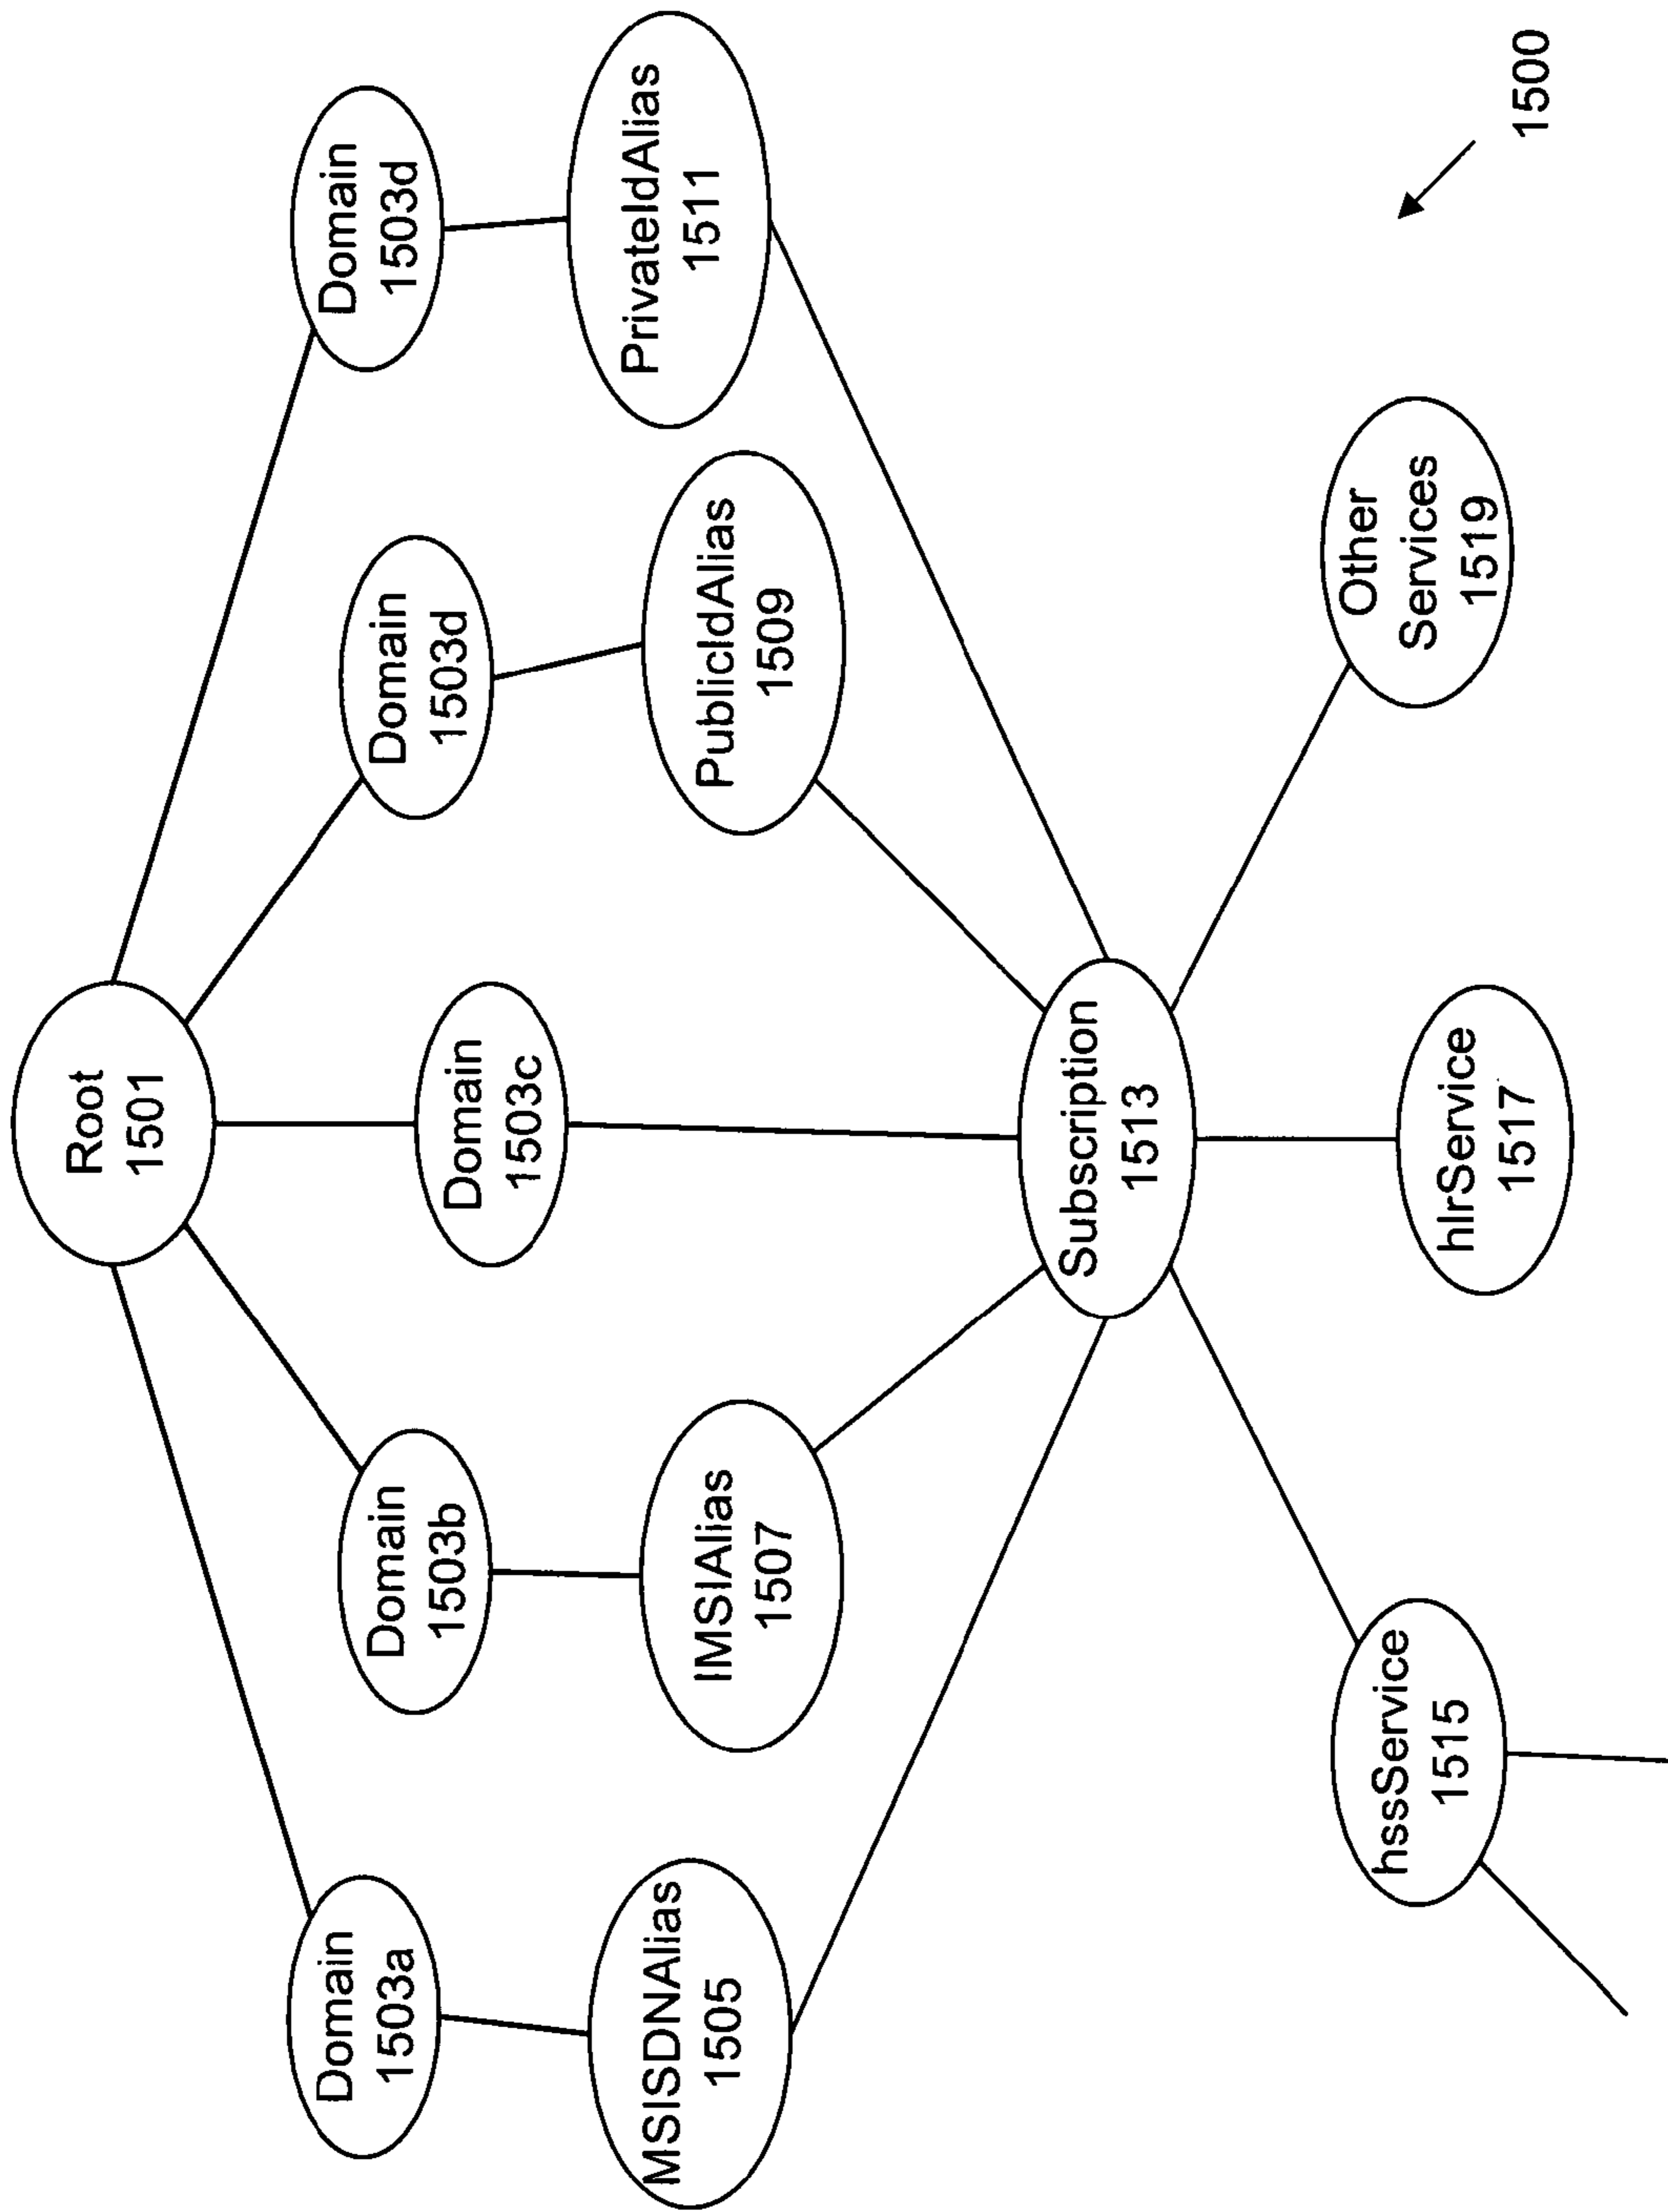 Root
1501
Domain
1503a
Domain
1503b
Domain
1503c
Domain
1503d
Domain
1503d
MSISDNAlias
1505
IMSIAlias
1507
PublicIdAlias
1509
PrivateIdAlias
1511
Subscription
1513
hssService
1515
hlrService
1517
Other
Services
1519
1500